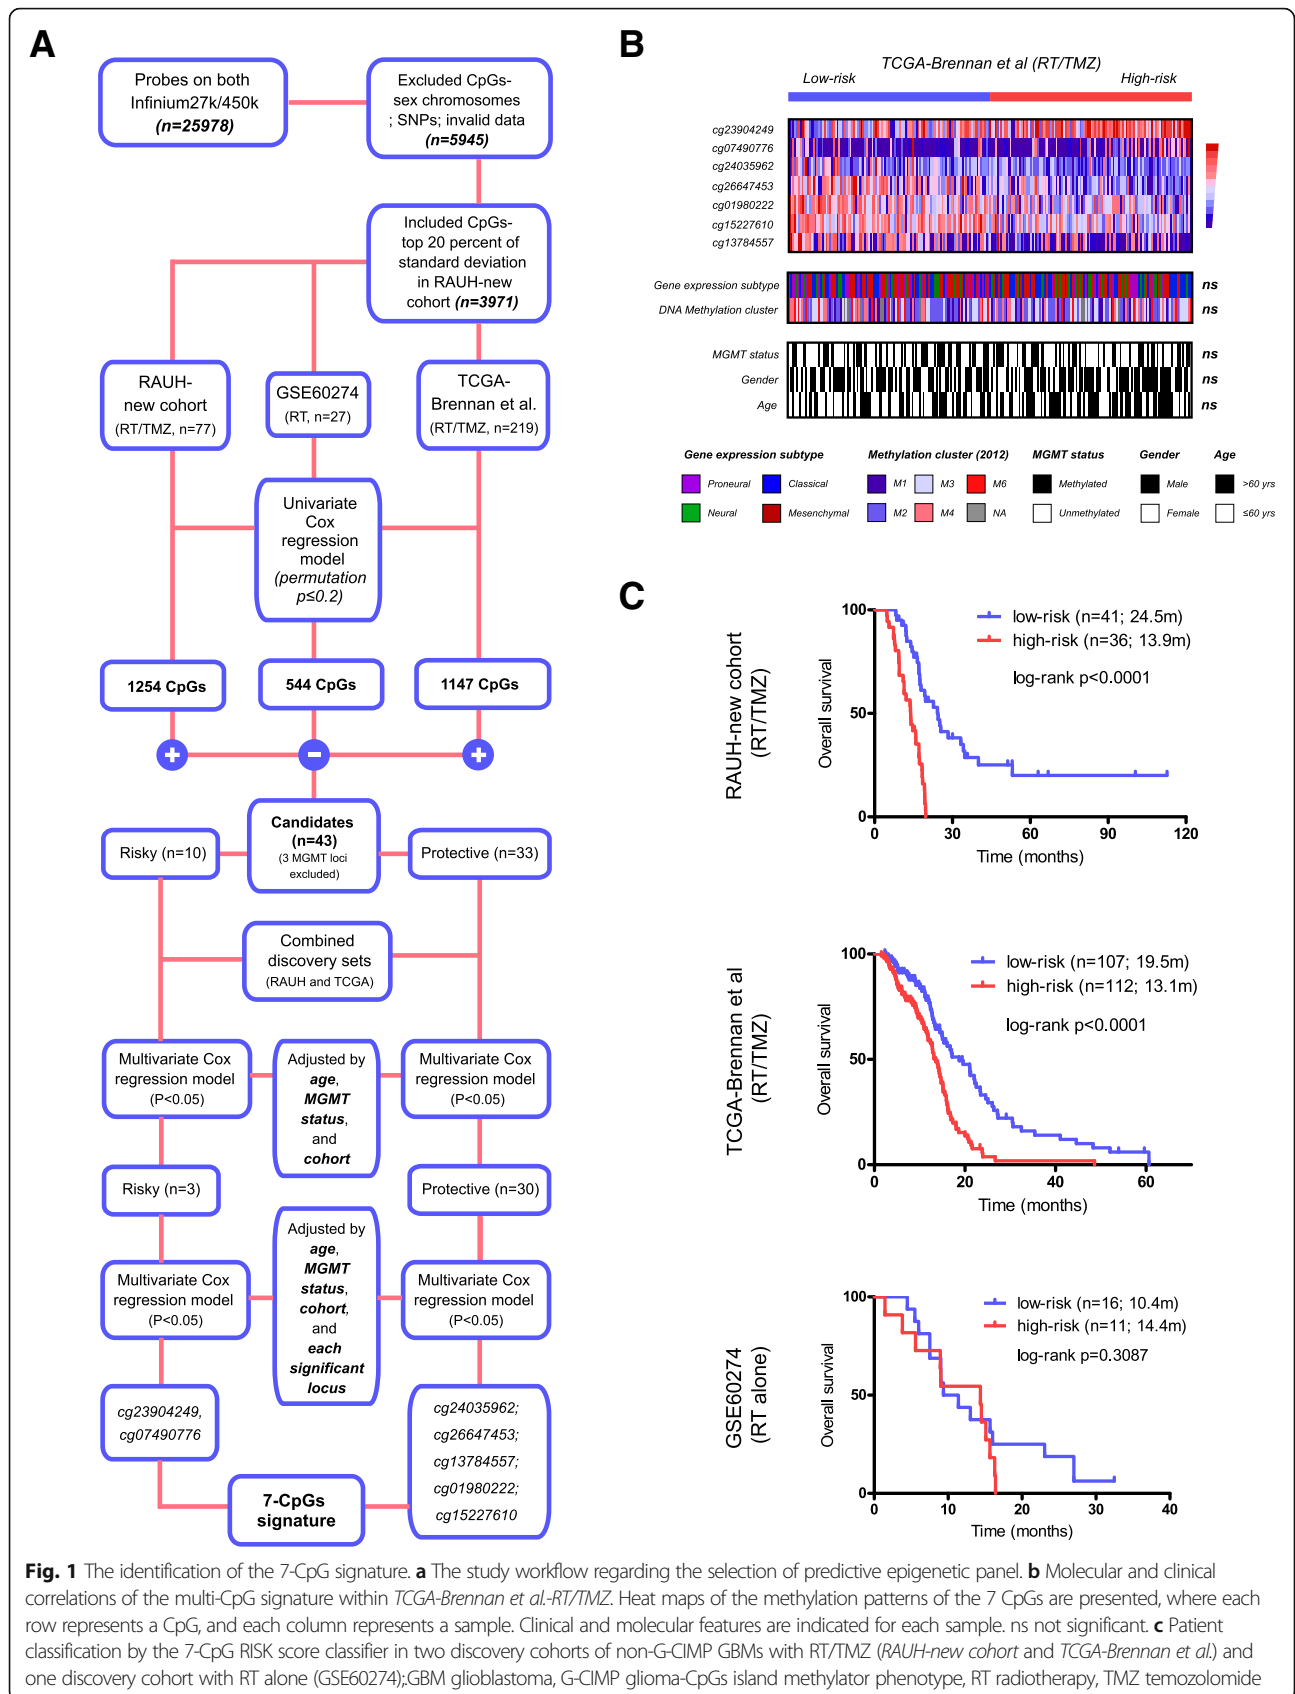 A
Probes on both
Infinium27k/450k
(n=25978)
Excluded CpGs-
sex chromosomes
; SNPs; invalid data
(n=5945)
Included CpGs-
top 20 percent of
standard deviation
in RAUH-new
cohort (n=3971)
RAUH-
new cohort
(RT/TMZ, n=77)
GSE60274
(RT, n=27)
TCGA-
Brennan et al.
(RT/TMZ, n=219)
Univariate
Cox
regression
model
(permutation
p≤0.2)
1254 CpGs
544 CpGs
1147 CpGs
+
−
+
Candidates
(n=43)
(3 MGMT loci
excluded)
Risky (n=10)
Protective (n=33)
Combined
discovery sets
(RAUH and TCGA)
Multivariate Cox
regression model
(P<0.05)
Adjusted by
age,
MGMT
status,
and
cohort
Multivariate Cox
regression model
(P<0.05)
Risky (n=3)
Protective (n=30)
Multivariate Cox
regression model
(P<0.05)
Adjusted by
age,
MGMT
status,
cohort,
and
each
significant
locus
Multivariate Cox
regression model
(P<0.05)
cg23904249,
cg07490776
cg24035962;
cg26647453;
cg13784557;
cg01980222;
cg15227610
7-CpGs
signature
B
TCGA-Brennan et al (RT/TMZ)
Low-risk High-risk
cg23904249
cg07490776
cg24035962
cg26647453
cg01980222
cg15227610
cg13784557
Gene expression subtype ns
DNA Methylation cluster ns
MGMT status ns
Gender ns
Age ns
Gene expression subtype Methylation cluster (2012) MGMT status Gender Age
Proneural Classical M1 M3 M6 Methylated Male >60 yrs
Neural Mesenchymal M2 M4 NA Unmethylated Female ≤60 yrs
C
RAUH-new cohort
(RT/TMZ)
Overall survival
100
50
0
low-risk (n=41; 24.5m)
high-risk (n=36; 13.9m)
log-rank p<0.0001
0 30 60 90 120
Time (months)
TCGA-Brennan et al
(RT/TMZ)
Overall survival
100
50
0
low-risk (n=107; 19.5m)
high-risk (n=112; 13.1m)
log-rank p<0.0001
0 20 40 60
Time (months)
GSE60274
(RT alone)
Overall survival
100
50
0
low-risk (n=16; 10.4m)
high-risk (n=11; 14.4m)
log-rank p=0.3087
0 10 20 30 40
Time (months)
Fig. 1 The identification of the 7-CpG signature. a The study workflow regarding the selection of predictive epigenetic panel. b Molecular and clinical
correlations of the multi-CpG signature within TCGA-Brennan et al.-RT/TMZ. Heat maps of the methylation patterns of the 7 CpGs are presented, where each
row represents a CpG, and each column represents a sample. Clinical and molecular features are indicated for each sample. ns not significant. c Patient
classification by the 7-CpG RISK score classifier in two discovery cohorts of non-G-CIMP GBMs with RT/TMZ (RAUH-new cohort and TCGA-Brennan et al.) and
one discovery cohort with RT alone (GSE60274);.GBM glioblastoma, G-CIMP glioma-CpGs island methylator phenotype, RT radiotherapy, TMZ temozolomide